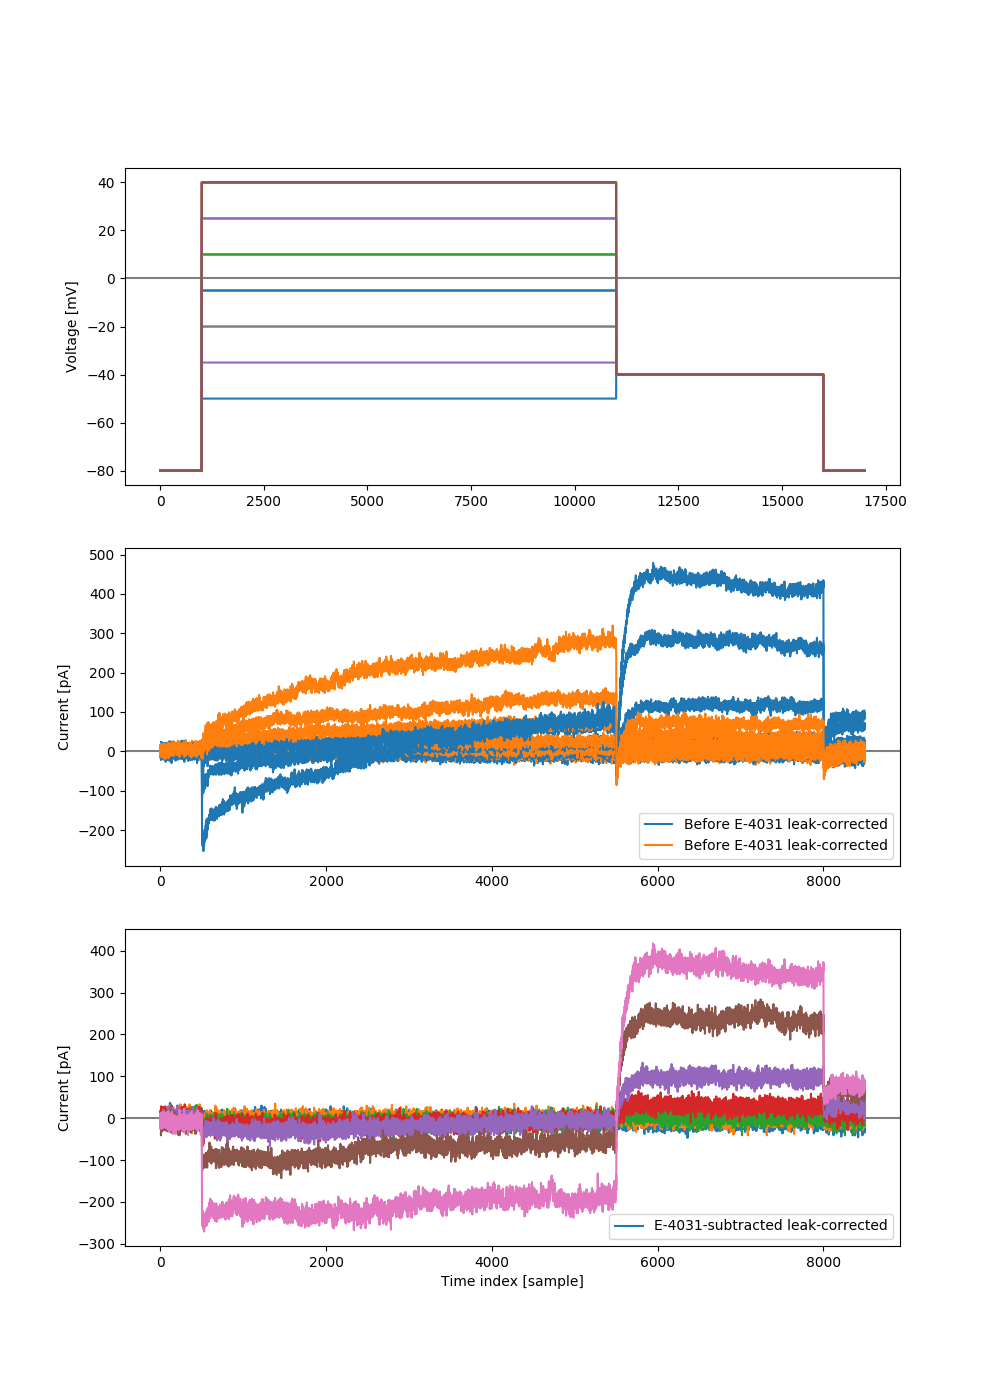 40
20
0
−20
−40
−60
−80
Voltage [mV]
0 2500 5000 7500 10000 12500 15000 17500
500
400
300
200
100
0
−100
−200
Current [pA]
Before E-4031 leak-corrected
Before E-4031 leak-corrected
0 2000 4000 6000 8000
400
300
200
100
0
−100
−200
−300
Current [pA]
E-4031-subtracted leak-corrected
0 2000 4000 6000 8000
Time index [sample]